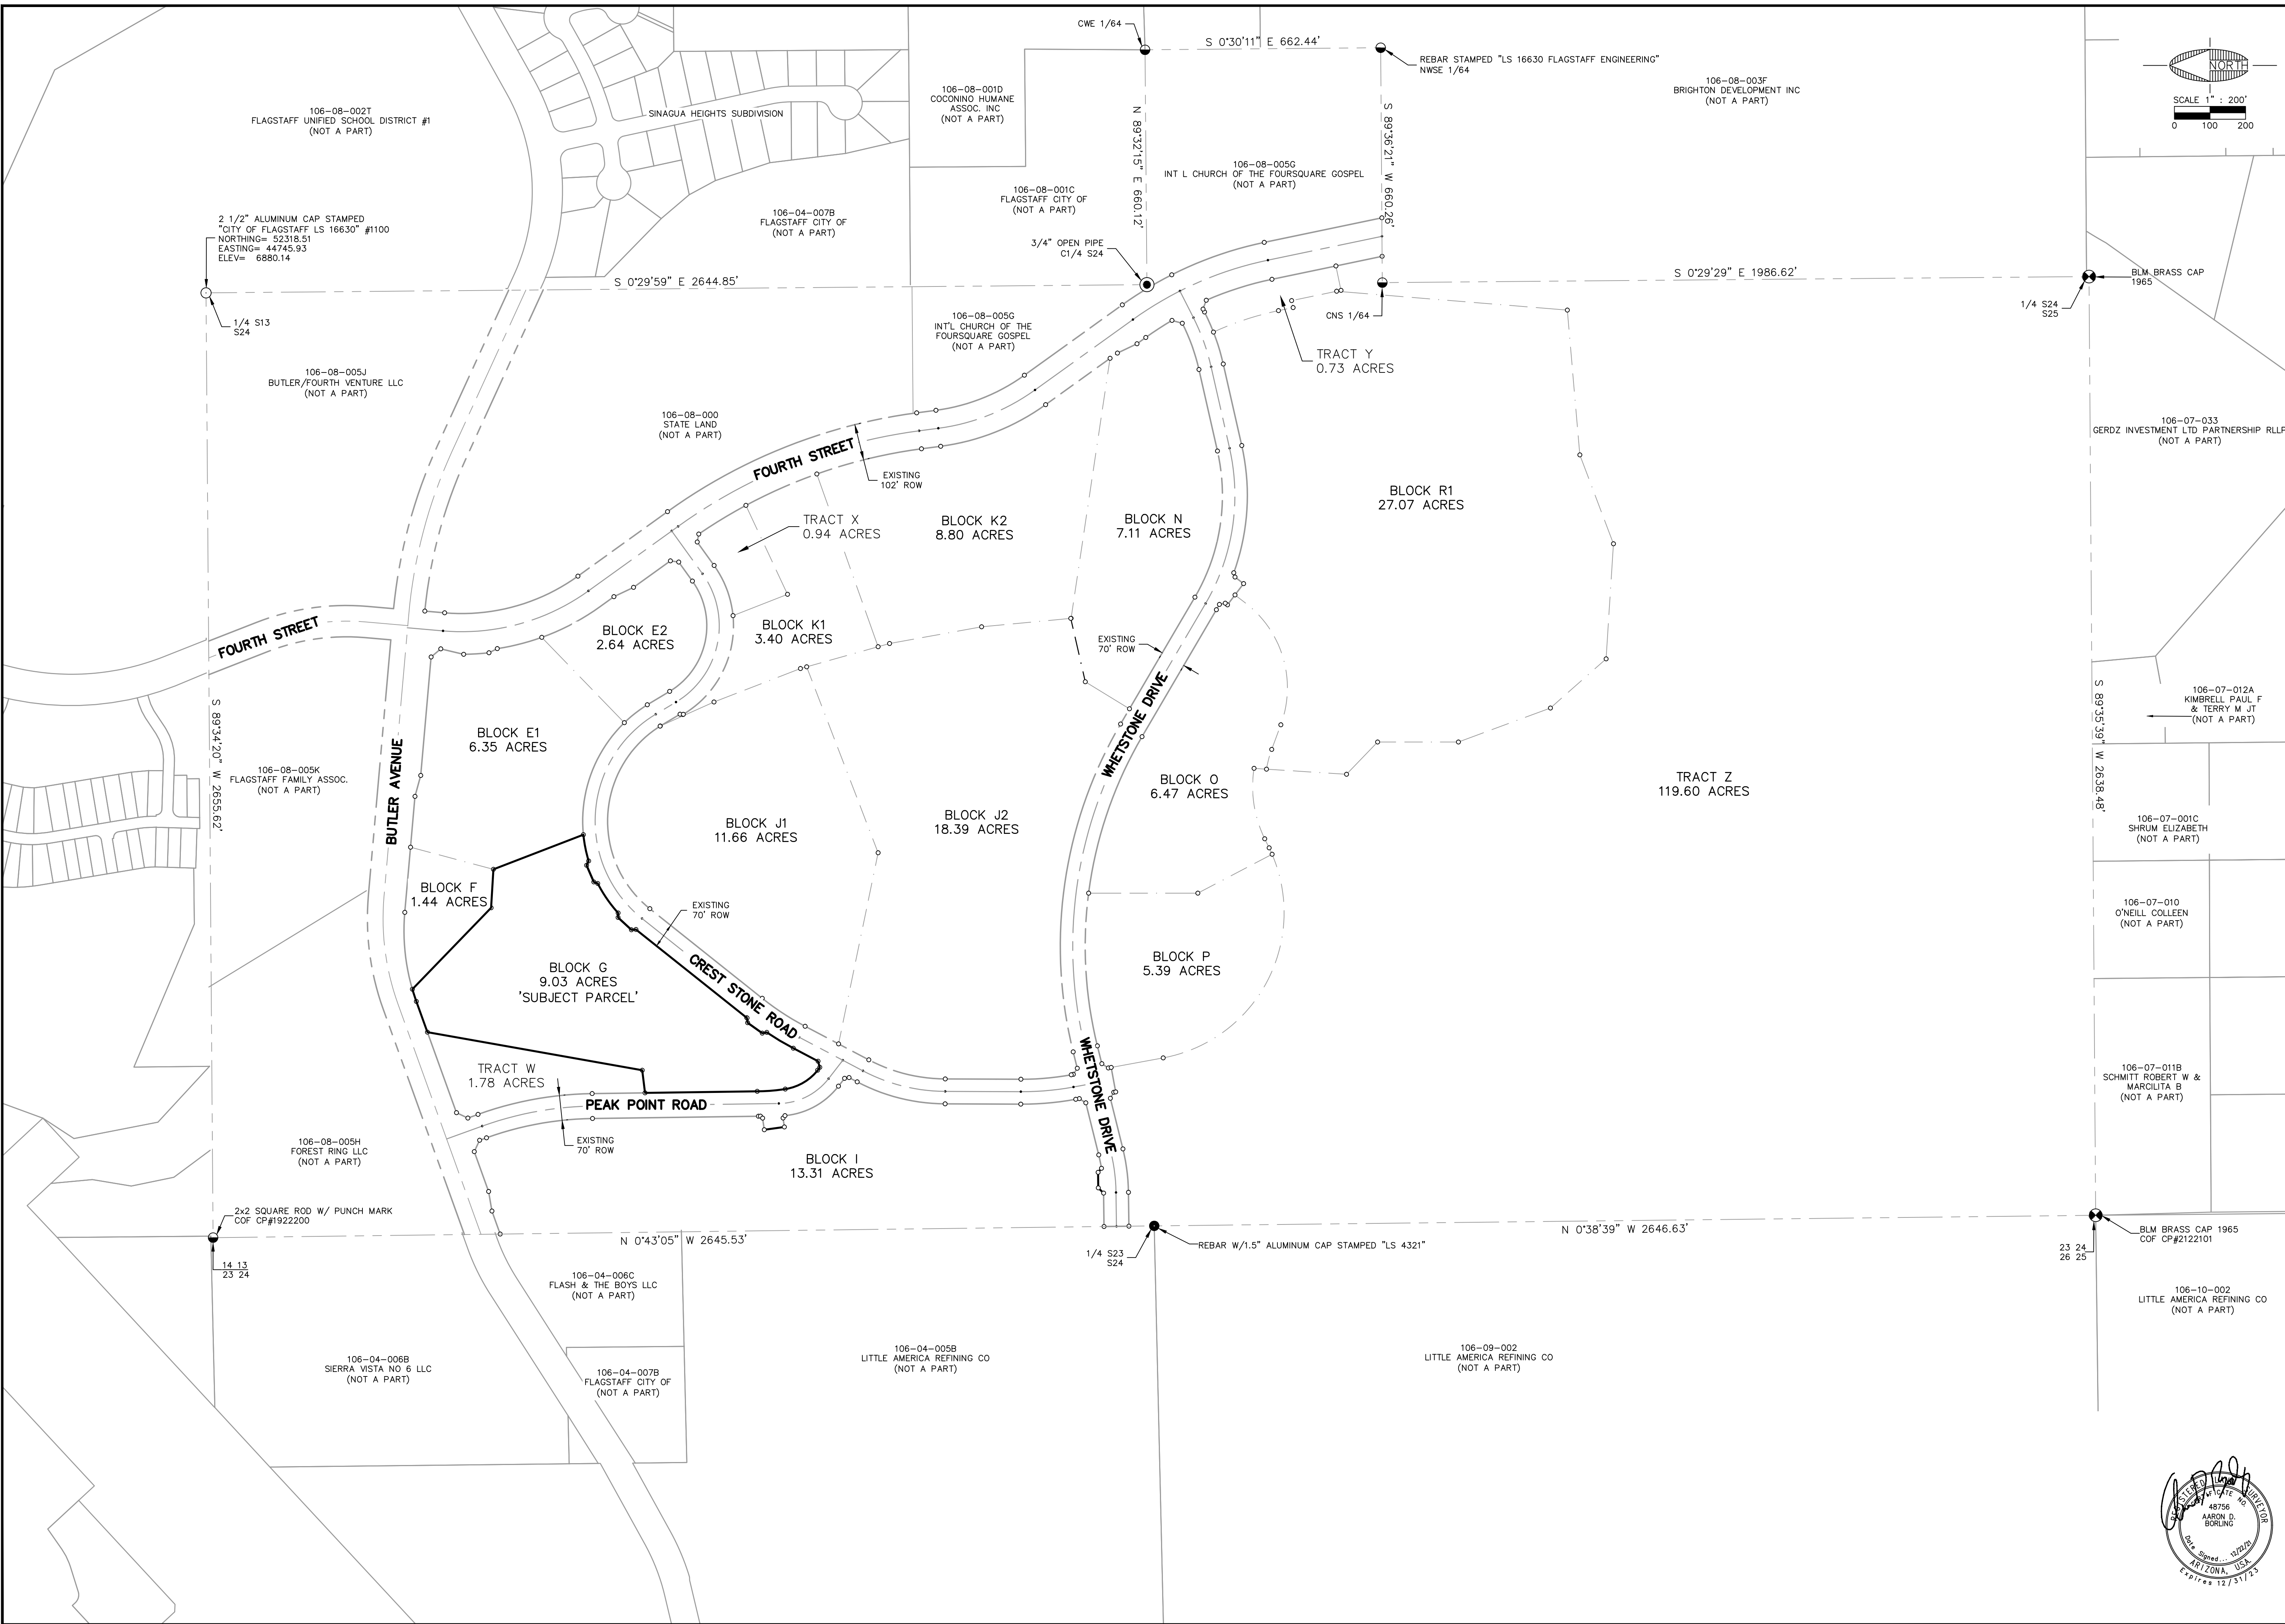 CWE 1/64
S 0°30'11" E 662.44'
REBAR STAMPED "LS 16630 FLAGSTAFF ENGINEERING"
NWSE 1/64
NORTH
SCALE 1" : 200'
0 100 200
106-08-002T
FLAGSTAFF UNIFIED SCHOOL DISTRICT #1
(NOT A PART)
SINAGUA HEIGHTS SUBDIVISION
106-08-001D
COCONINO HUMANE
ASSOC. INC
(NOT A PART)
N 89°32'15" E 660.12'
S 89°36'21" W 660.26'
106-08-003F
BRIGHTON DEVELOPMENT INC
(NOT A PART)
106-08-005G
INT L CHURCH OF THE FOURSQUARE GOSPEL
(NOT A PART)
106-08-001C
FLAGSTAFF CITY OF
(NOT A PART)
106-04-007B
FLAGSTAFF CITY OF
(NOT A PART)
2 1/2" ALUMINUM CAP STAMPED
"CITY OF FLAGSTAFF LS 16630" #1100
NORTHING= 52318.51
EASTING= 44745.93
ELEV= 6880.14
3/4" OPEN PIPE
C1/4 S24
S 0°29'59" E 2644.85'
S 0°29'29" E 1986.62'
BLM BRASS CAP
1965
1/4 S24
S25
1/4 S13
S24
CNS 1/64
106-08-005G
INT'L CHURCH OF THE
FOURSQUARE GOSPEL
(NOT A PART)
TRACT Y
0.73 ACRES
106-08-005J
BUTLER/FOURTH VENTURE LLC
(NOT A PART)
106-08-000
STATE LAND
(NOT A PART)
106-07-033
GERDZ INVESTMENT LTD PARTNERSHIP RLLP
(NOT A PART)
FOURTH STREET
EXISTING
102' ROW
TRACT X
0.94 ACRES
BLOCK K2
8.80 ACRES
BLOCK N
7.11 ACRES
BLOCK R1
27.07 ACRES
FOURTH STREET
BLOCK E2
2.64 ACRES
BLOCK K1
3.40 ACRES
EXISTING
70' ROW
S 89°34'20" W 2655.62'
BUTLER AVENUE
BLOCK E1
6.35 ACRES
WHETSTONE DRIVE
S 89°35'39" W 2638.48'
106-07-012A
KIMBRELL PAUL F
& TERRY M JT
(NOT A PART)
106-08-005K
FLAGSTAFF FAMILY ASSOC.
(NOT A PART)
BLOCK O
6.47 ACRES
TRACT Z
119.60 ACRES
BLOCK J1
11.66 ACRES
BLOCK J2
18.39 ACRES
106-07-001C
SHRUM ELIZABETH
(NOT A PART)
BLOCK F
1.44 ACRES
EXISTING
70' ROW
106-07-010
O'NEILL COLLEEN
(NOT A PART)
BLOCK G
9.03 ACRES
'SUBJECT PARCEL'
CREST STONE ROAD
BLOCK P
5.39 ACRES
TRACT W
1.78 ACRES
WHETSTONE DRIVE
106-07-011B
SCHMITT ROBERT W &
MARCILITA B
(NOT A PART)
PEAK POINT ROAD
EXISTING
70' ROW
106-08-005H
FOREST RING LLC
(NOT A PART)
BLOCK I
13.31 ACRES
2x2 SQUARE ROD W/ PUNCH MARK
COF CP#1922200
N 0°43'05" W 2645.53'
N 0°38'39" W 2646.63'
REBAR W/1.5" ALUMINUM CAP STAMPED "LS 4321"
1/4 S23
S24
BLM BRASS CAP 1965
COF CP#2122101
23 24
26 25
14 13
23 24
106-04-006C
FLASH & THE BOYS LLC
(NOT A PART)
106-10-002
LITTLE AMERICA REFINING CO
(NOT A PART)
106-04-006B
SIERRA VISTA NO 6 LLC
(NOT A PART)
106-04-007B
FLAGSTAFF CITY OF
(NOT A PART)
106-04-005B
LITTLE AMERICA REFINING CO
(NOT A PART)
106-09-002
LITTLE AMERICA REFINING CO
(NOT A PART)
REGISTERED LAND SURVEYOR
CERTIFICATE NO.
48756
AARON D.
BORLING
Date Signed... 12/22/21
ARIZONA, U.S.A.
Expires 12/31/23